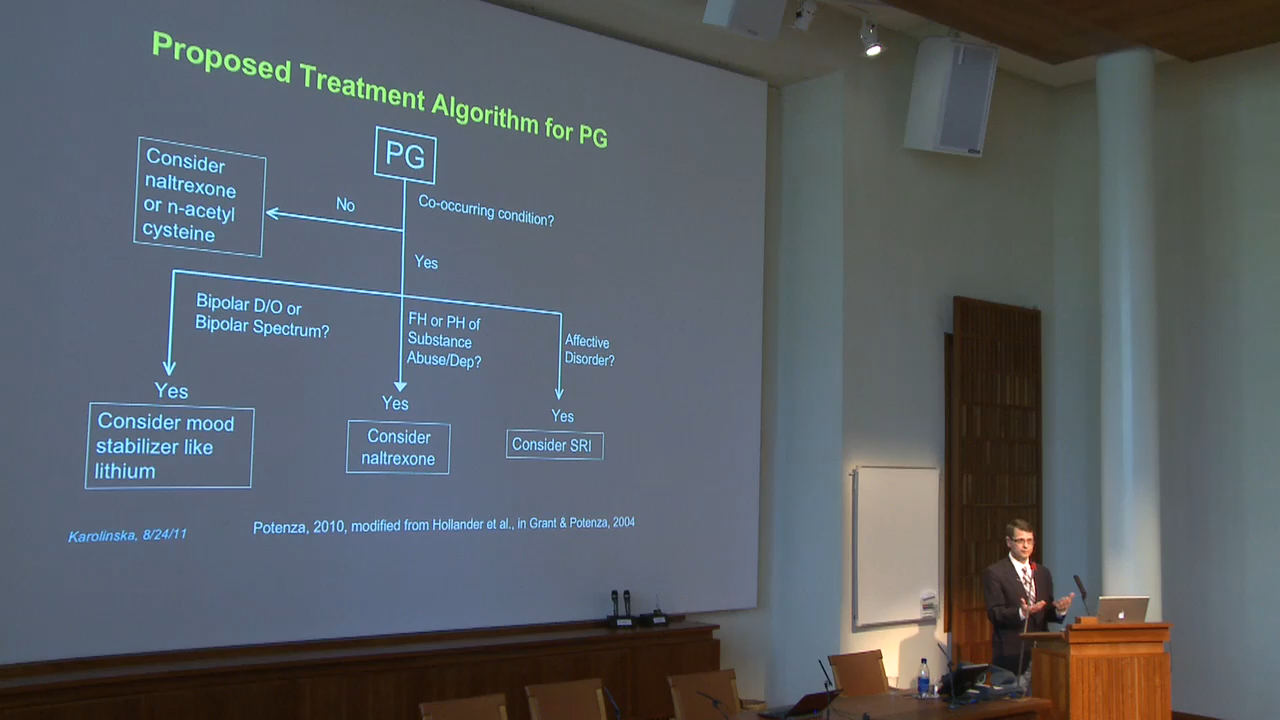 Proposed Treatment Algorithm for PG
PG
Consider
naltrexone
or n-acetyl
cysteine
No
Co-occurring condition?
Yes
Bipolar D/O or
Bipolar Spectrum?
FH or PH of
Substance
Abuse/Dep?
Affective
Disorder?
Yes
Yes
Yes
Consider mood
stabilizer like
lithium
Consider
naltrexone
Consider SRI
Karolinska, 8/24/11
Potenza, 2010, modified from Hollander et al., in Grant & Potenza, 2004